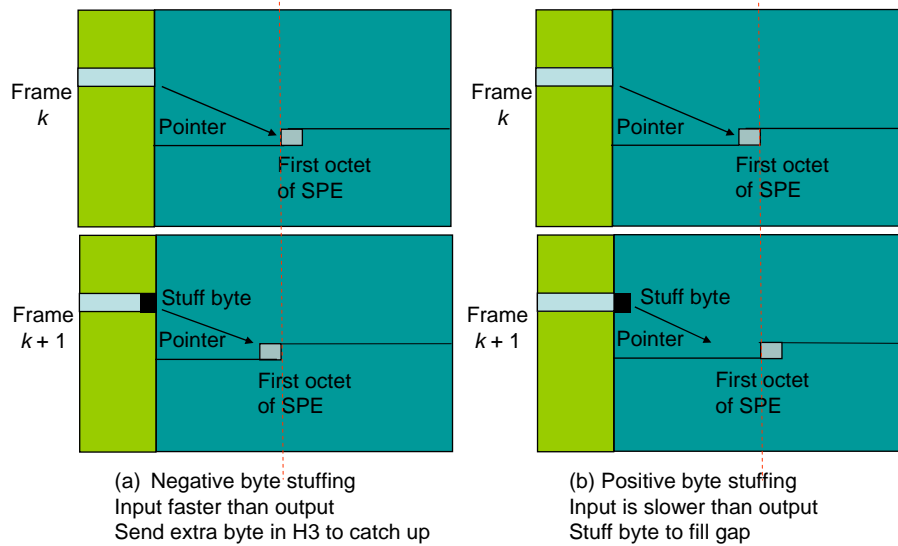 Frame
k
Pointer
First octet
of SPE
Frame
k + 1
Stuff byte
Pointer
First octet
of SPE
(a) Negative byte stuffing
Input faster than output
Send extra byte in H3 to catch up
Frame
k
Pointer
First octet
of SPE
Frame
k + 1
Stuff byte
Pointer
First octet
of SPE
(b) Positive byte stuffing
Input is slower than output
Stuff byte to fill gap